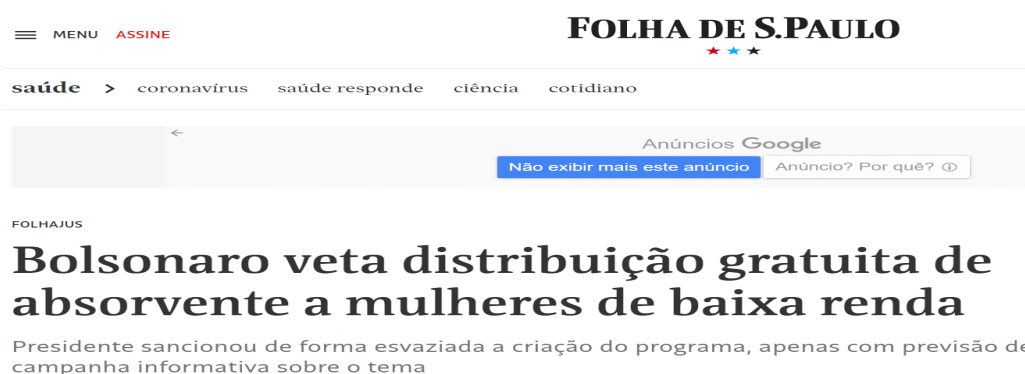 MENU ASSINE
FOLHA DE S.PAULO
saúde > coronavírus saúde responde ciência cotidiano
Anúncios Google
Não exibir mais este anúncio Anúncio? Por quê?
FOLHAJUS
Bolsonaro veta distribuição gratuita de
absorvente a mulheres de baixa renda
Presidente sancionou de forma esvaziada a criação do programa, apenas com previsão de
campanha informativa sobre o tema